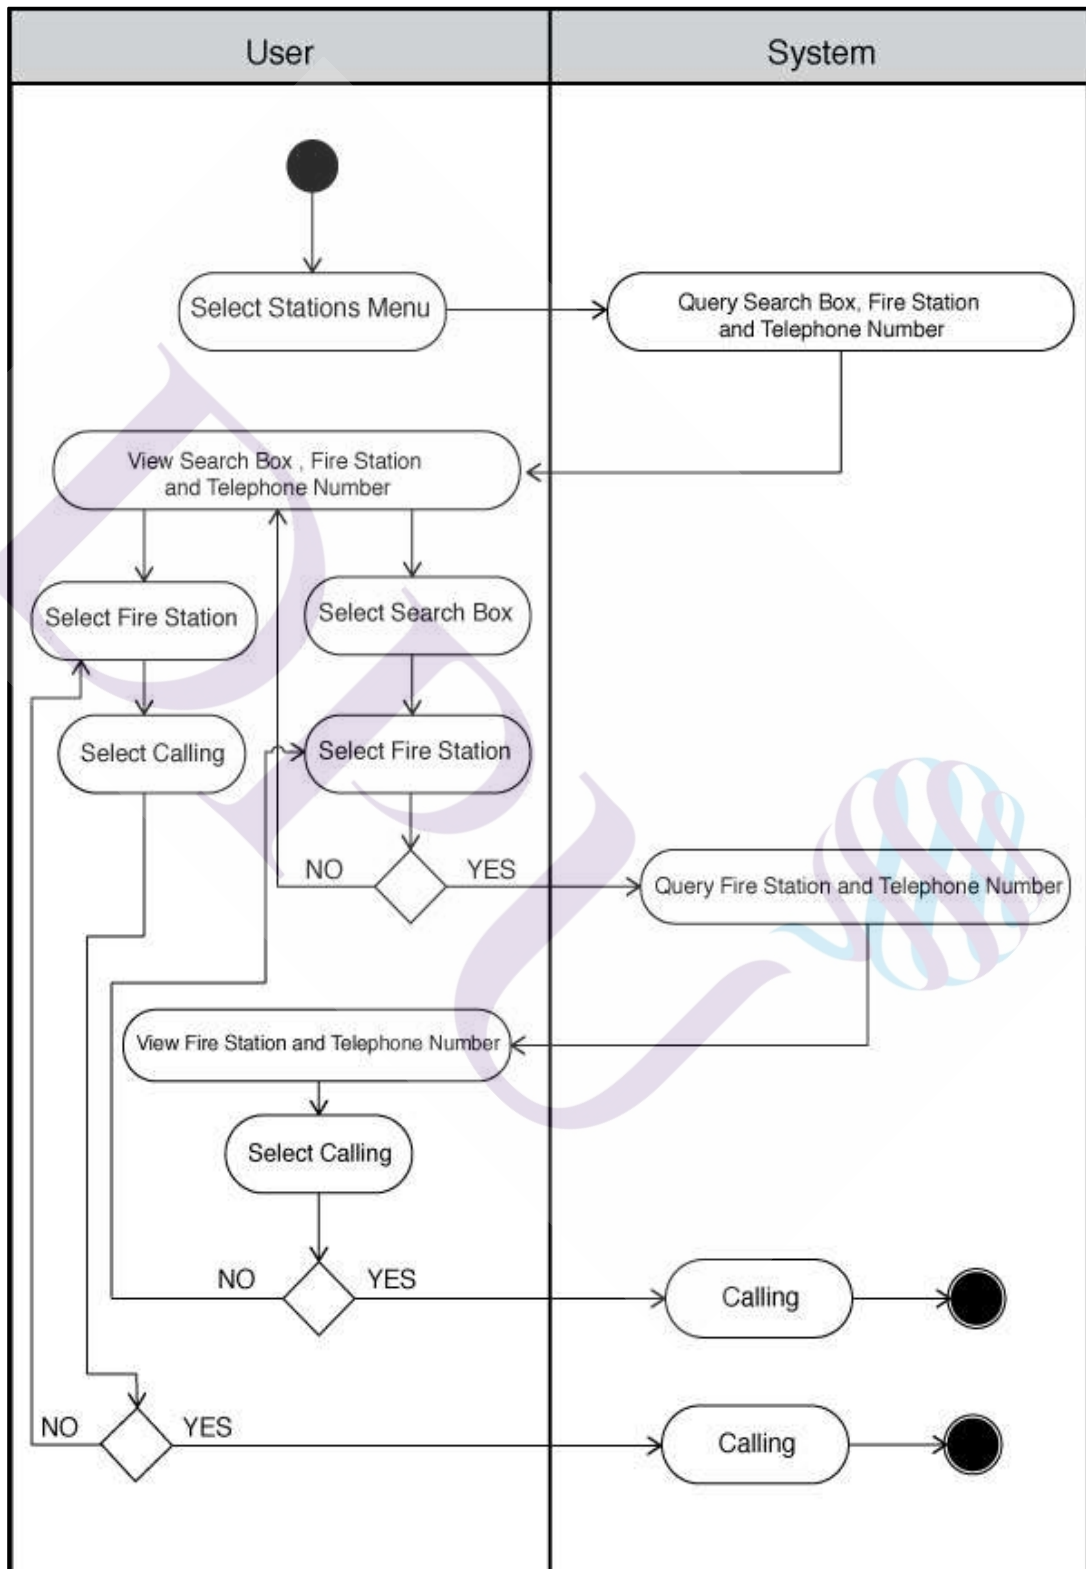 User
System
Select Stations Menu
Query Search Box, Fire Station
and Telephone Number
View Search Box , Fire Station
and Telephone Number
Select Fire Station
Select Search Box
Select Calling
Select Fire Station
NO
YES
Query Fire Station and Telephone Number
View Fire Station and Telephone Number
Select Calling
NO
YES
Calling
NO
YES
Calling
DPU